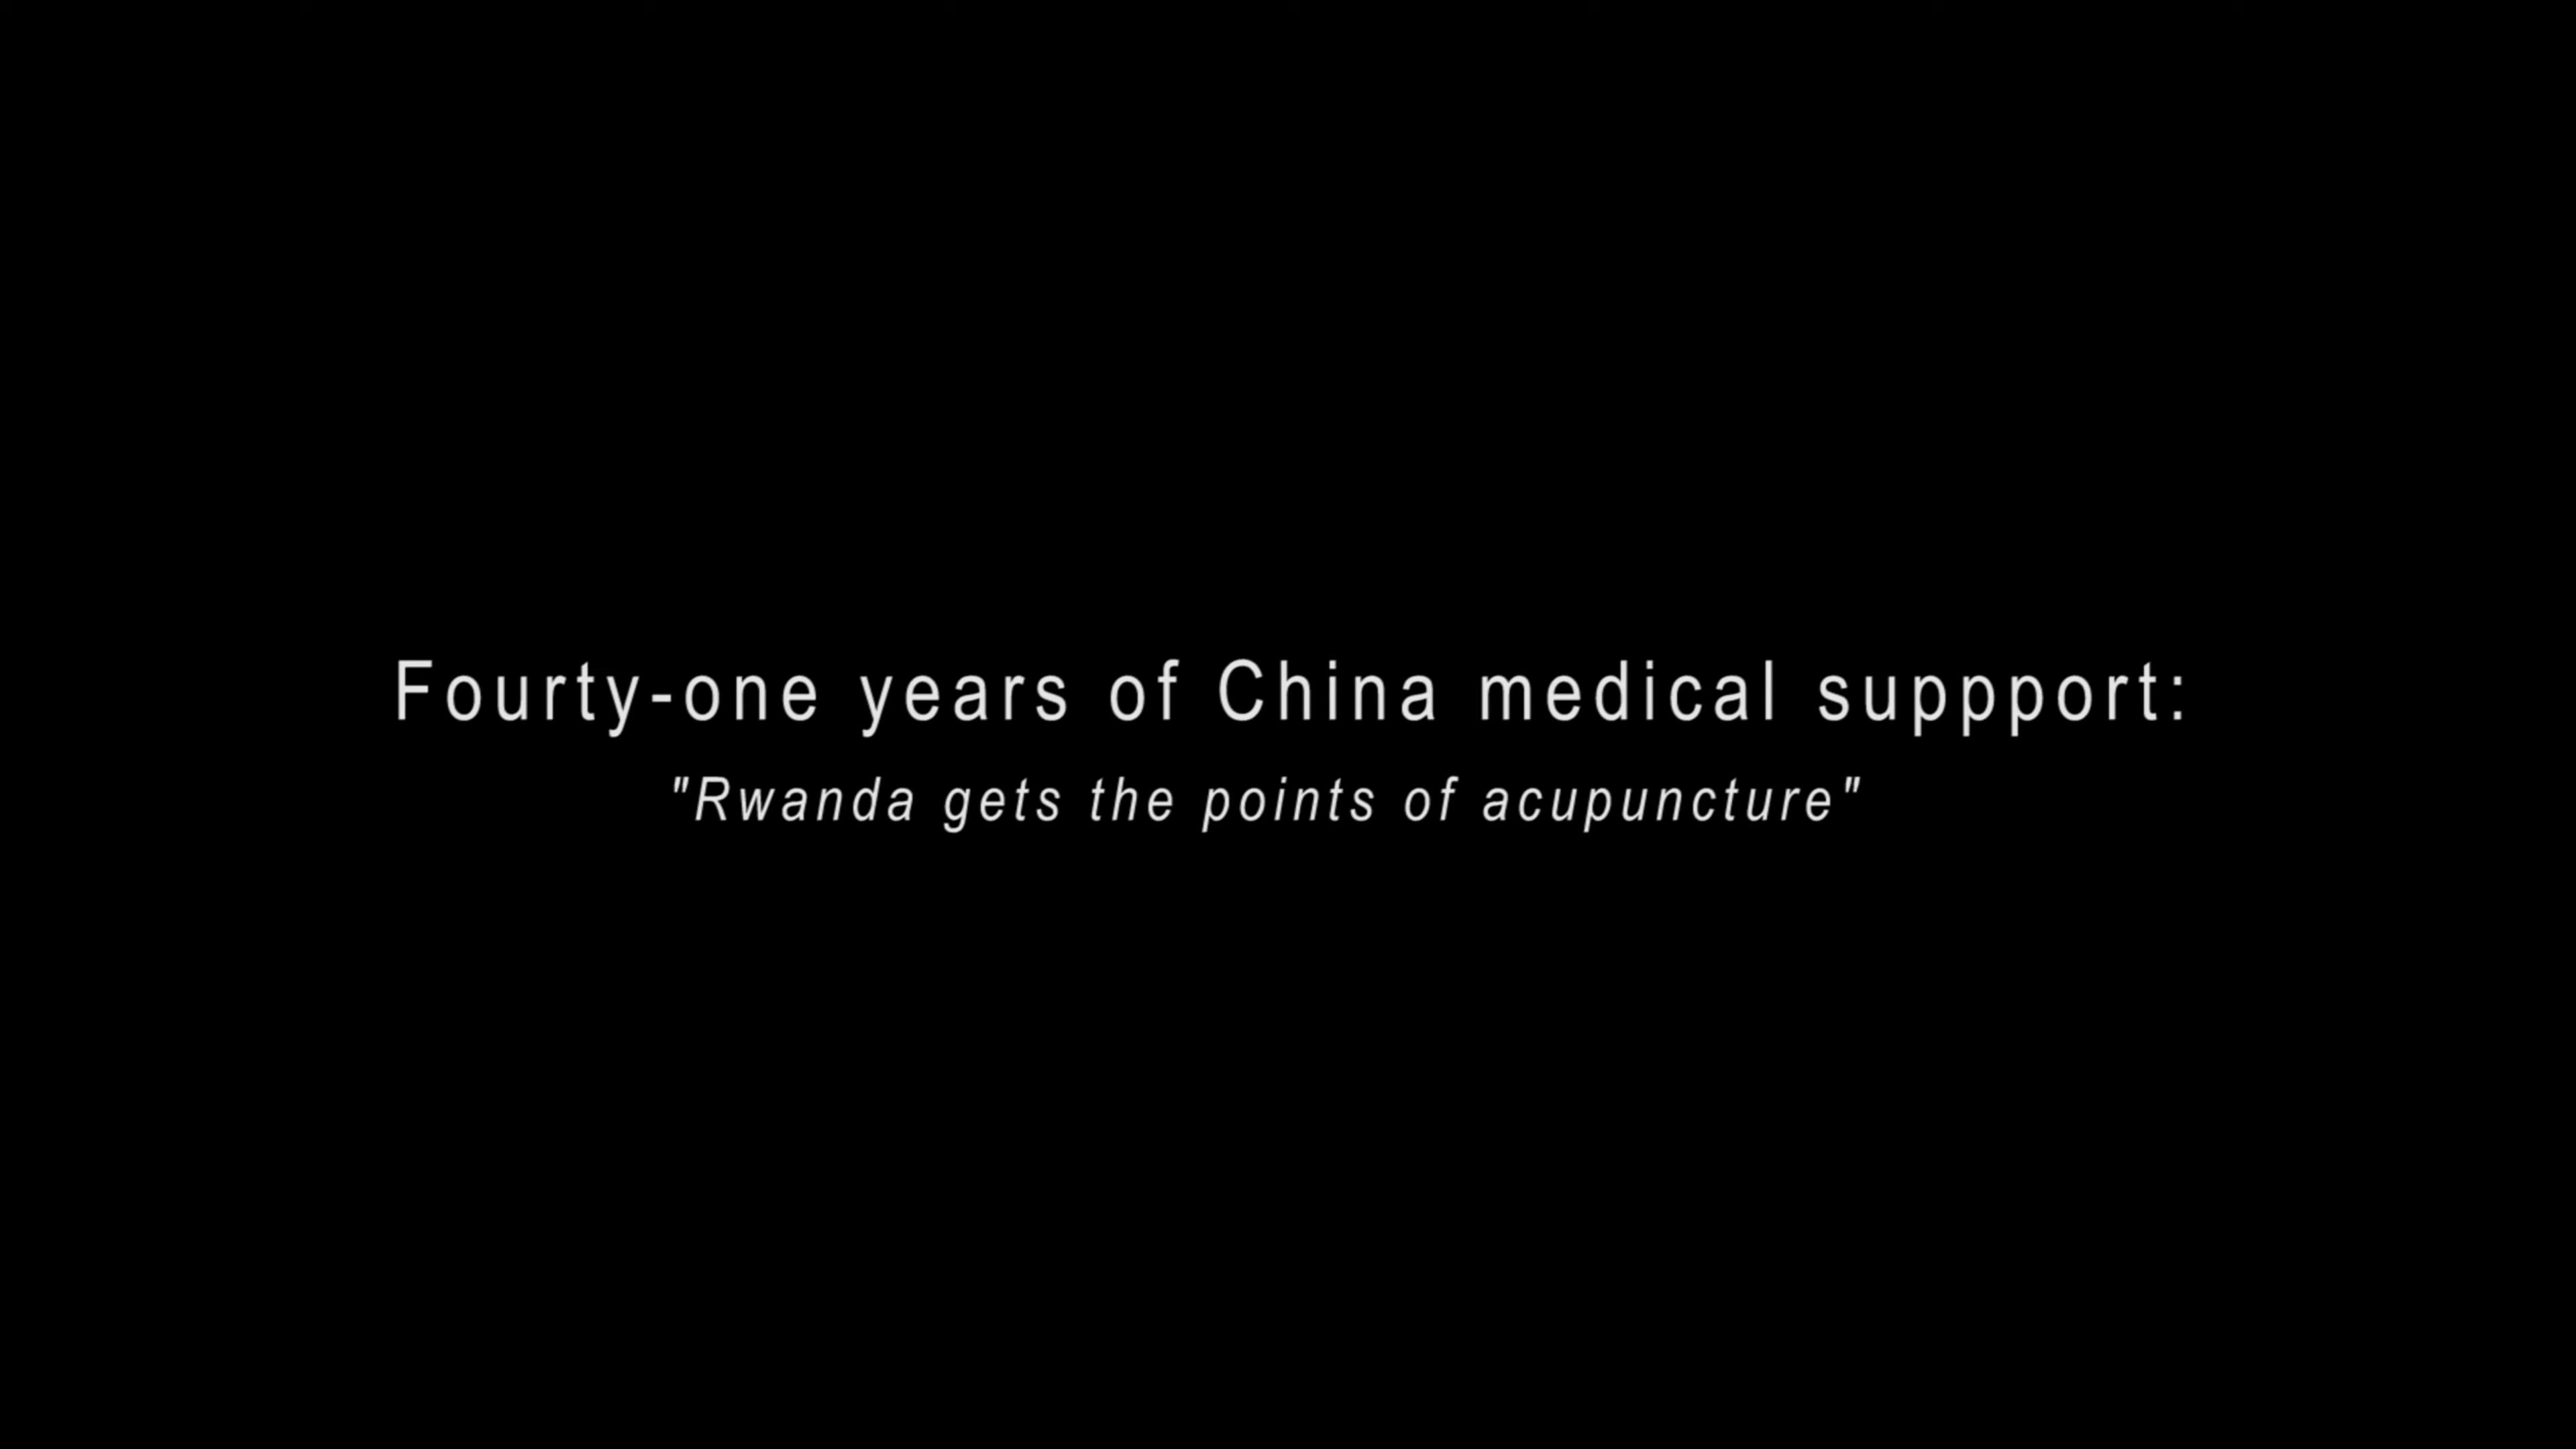 Fourty-one years of China medical suppport:
"Rwanda gets the points of acupuncture"